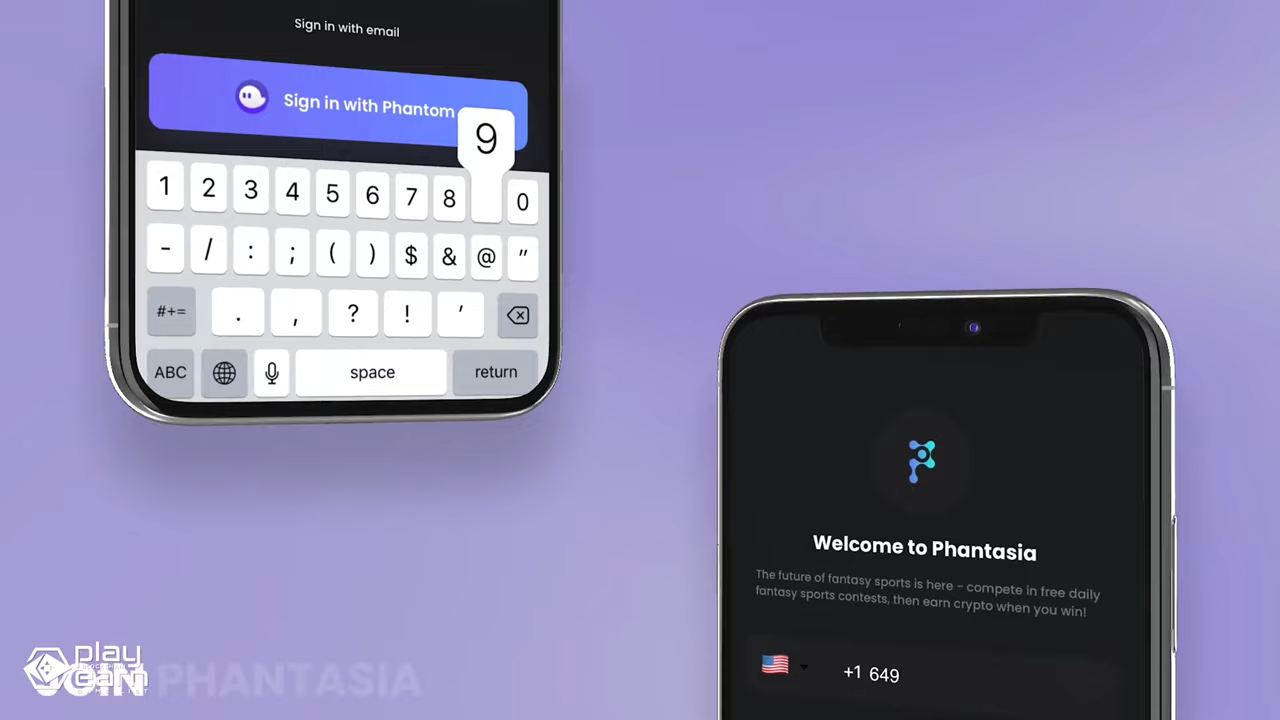 Sign in with email
Sign in with Phantom
9
1 2 3 4 5 6 7 8 0
- / : ; ( ) $ & @ "
#+= . , ? ! '
ABC space return
Welcome to Phantasia
The future of fantasy sports is here - compete in free daily
fantasy sports contests, then earn crypto when you win!
+1 649
play
earn
JOIN PHANTASIA